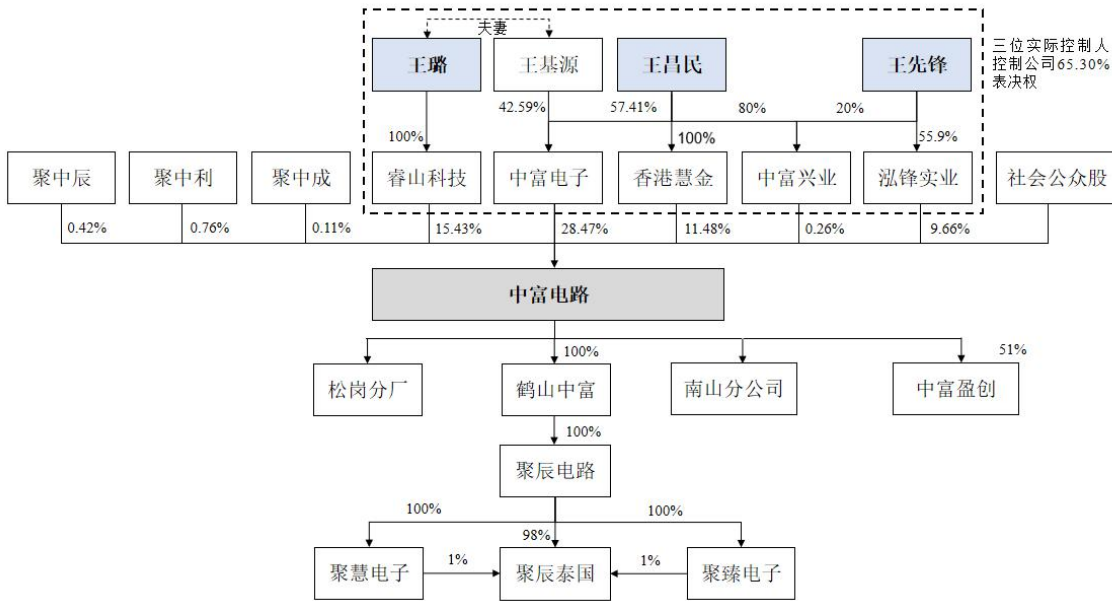 夫妻
王璐
王基源
王昌民
王先锋
三位实际控制人
控制公司65.30%
表决权
42.59%
57.41%
80%
20%
100%
100%
55.9%
聚中辰
聚中利
聚中成
睿山科技
中富电子
香港慧金
中富兴业
泓锋实业
社会公众股
0.42%
0.76%
0.11%
15.43%
28.47%
11.48%
0.26%
9.66%
中富电路
100%
51%
松岗分厂
鹤山中富
南山分公司
中富盈创
100%
聚辰电路
100%
98%
100%
聚慧电子
1%
聚辰泰国
1%
聚臻电子